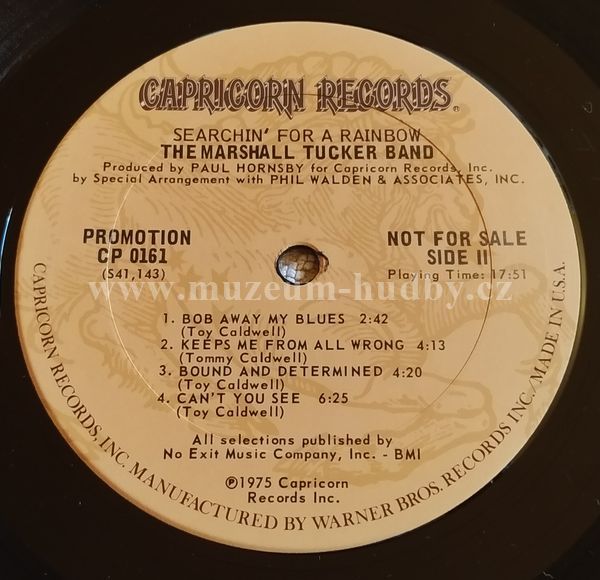 CAPRICORN RECORDS®
SEARCHIN' FOR A RAINBOW
THE MARSHALL TUCKER BAND
Produced by PAUL HORNSBY for Capricorn Records, Inc.
by Special Arrangement with PHIL WALDEN & ASSOCIATES, INC.
PROMOTION
CP 0161
(S41,143)
NOT FOR SALE
SIDE II
Playing Time: 17:51
www.muzeum-hudby.cz
1. BOB AWAY MY BLUES 2:42
(Toy Caldwell)
2. KEEPS ME FROM ALL WRONG 4:13
(Tommy Caldwell)
3. BOUND AND DETERMINED 4:20
(Toy Caldwell)
4. CAN'T YOU SEE 6:25
(Toy Caldwell)
All selections published by
No Exit Music Company, Inc. - BMI
℗1975 Capricorn
Records Inc.
CAPRICORN RECORDS, INC. MANUFACTURED BY WARNER BROS. RECORDS INC./MADE IN U.S.A.